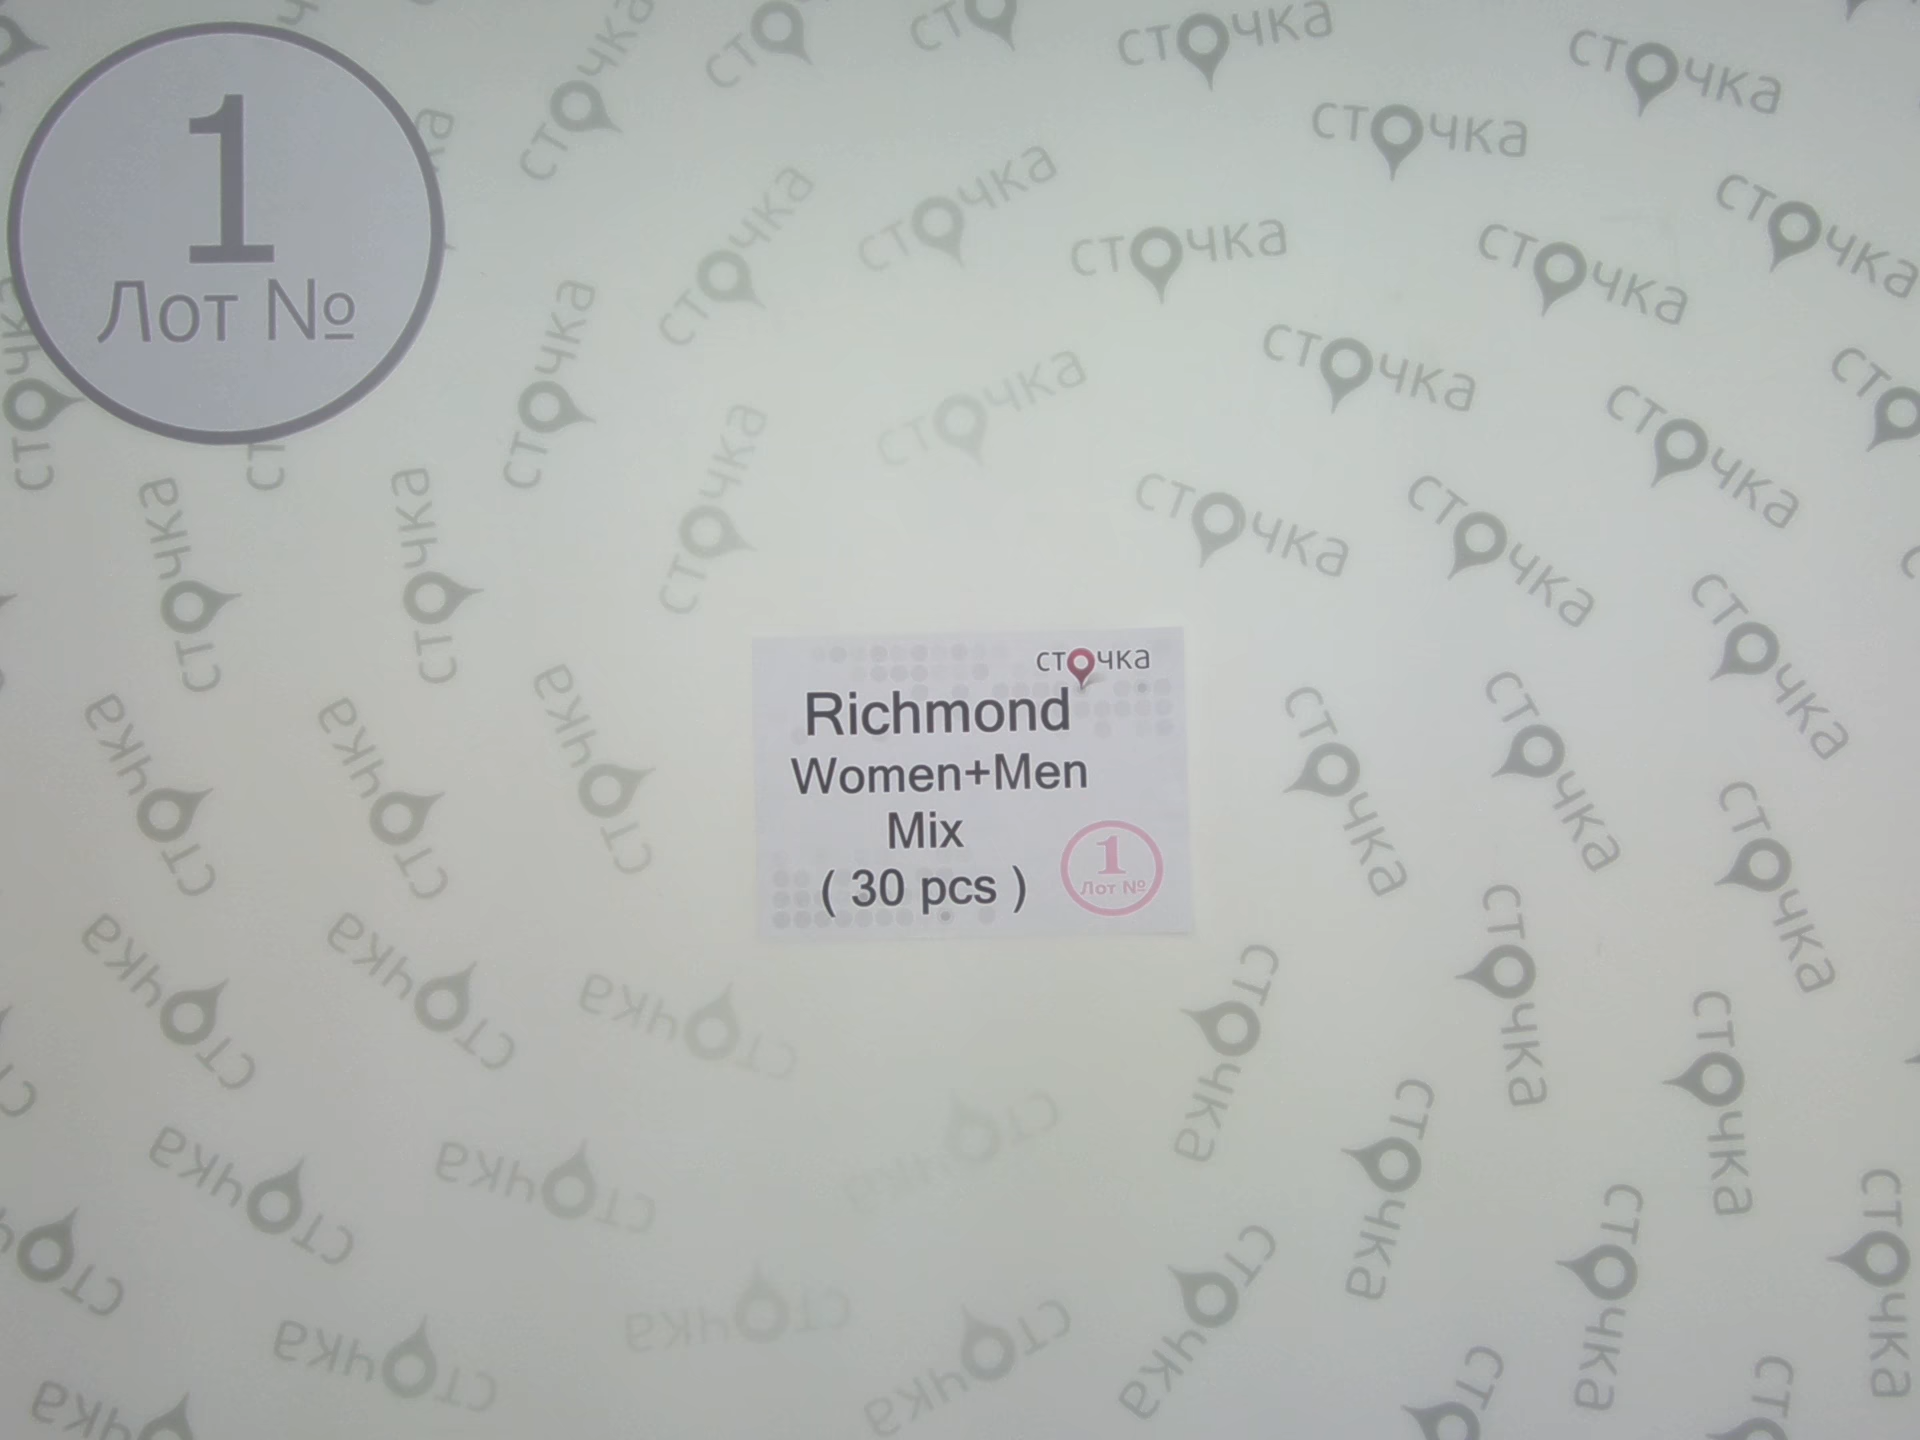 1
Лот №
сточка
Richmond
Women+Men
Mix
( 30 pcs )
1
Лот №